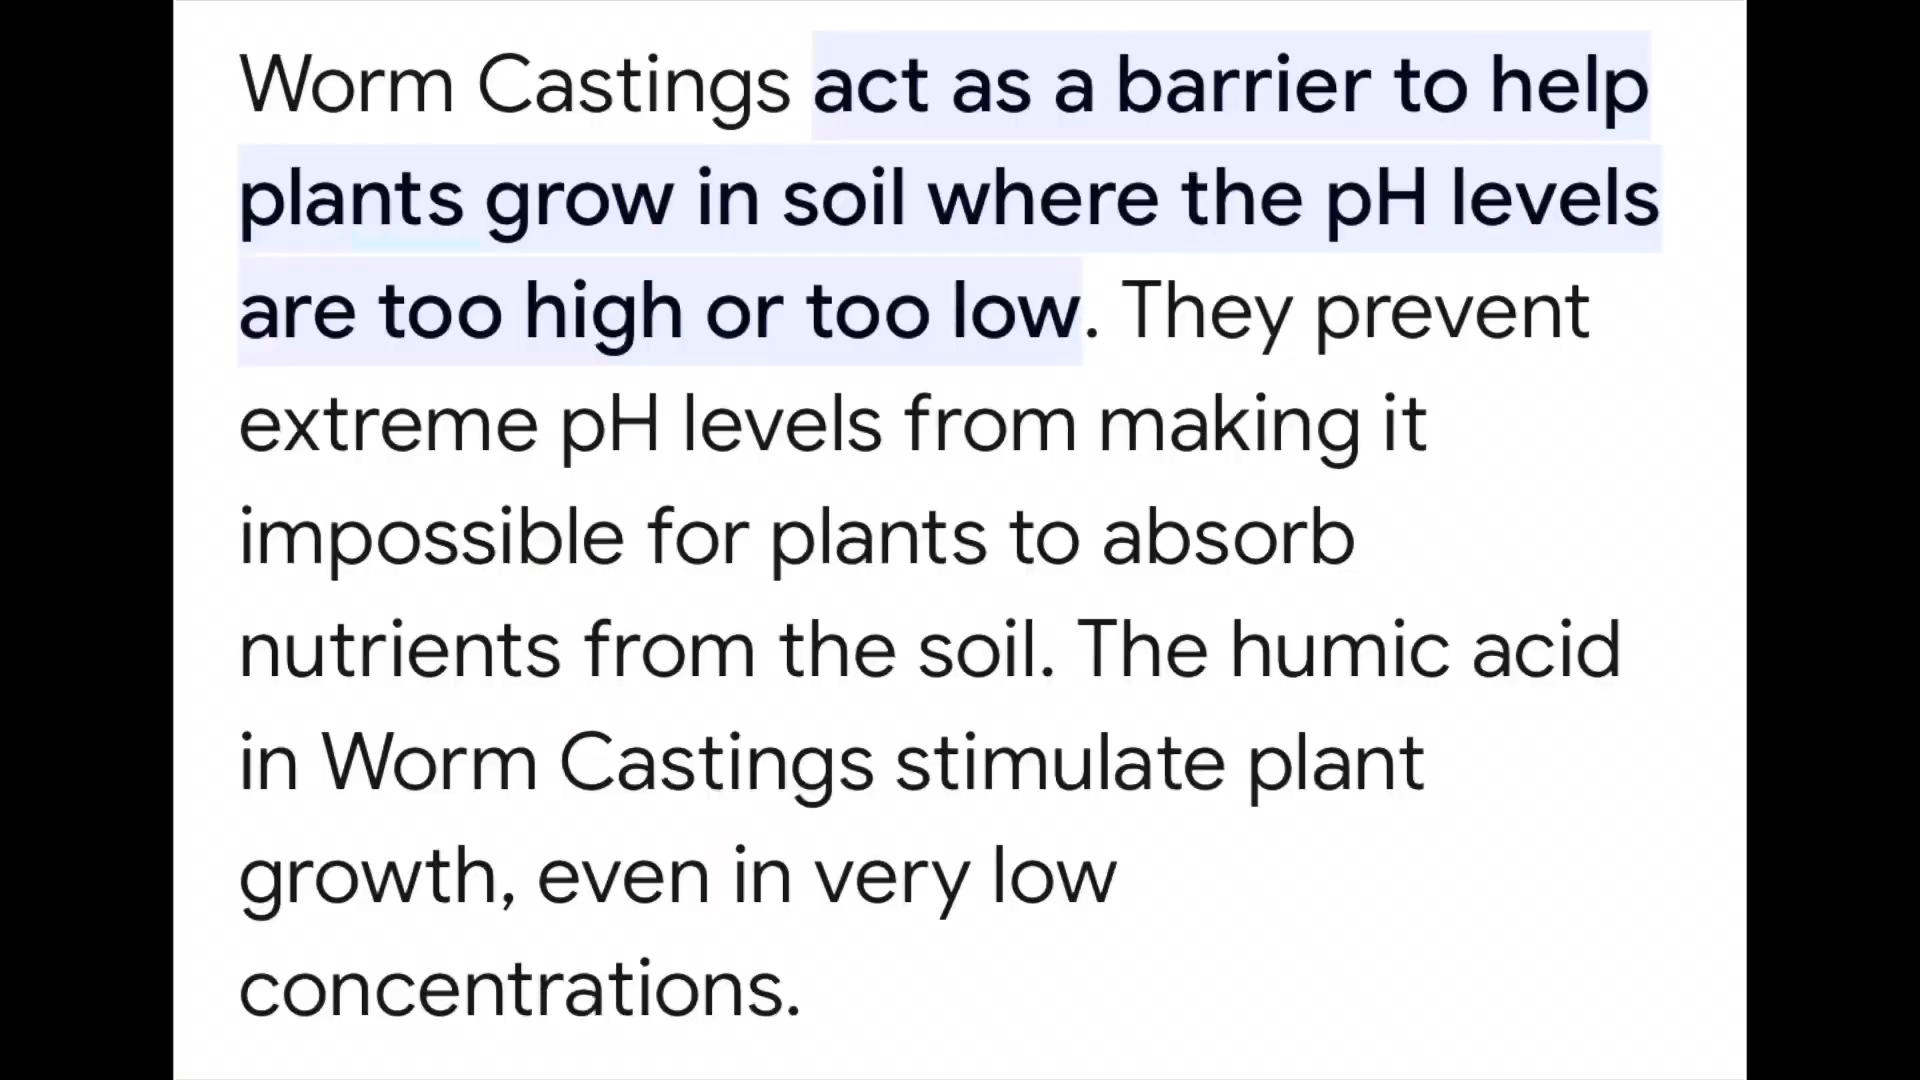 Worm Castings act as a barrier to help
plants grow in soil where the pH levels
are too high or too low. They prevent
extreme pH levels from making it
impossible for plants to absorb
nutrients from the soil. The humic acid
in Worm Castings stimulate plant
growth, even in very low
concentrations.